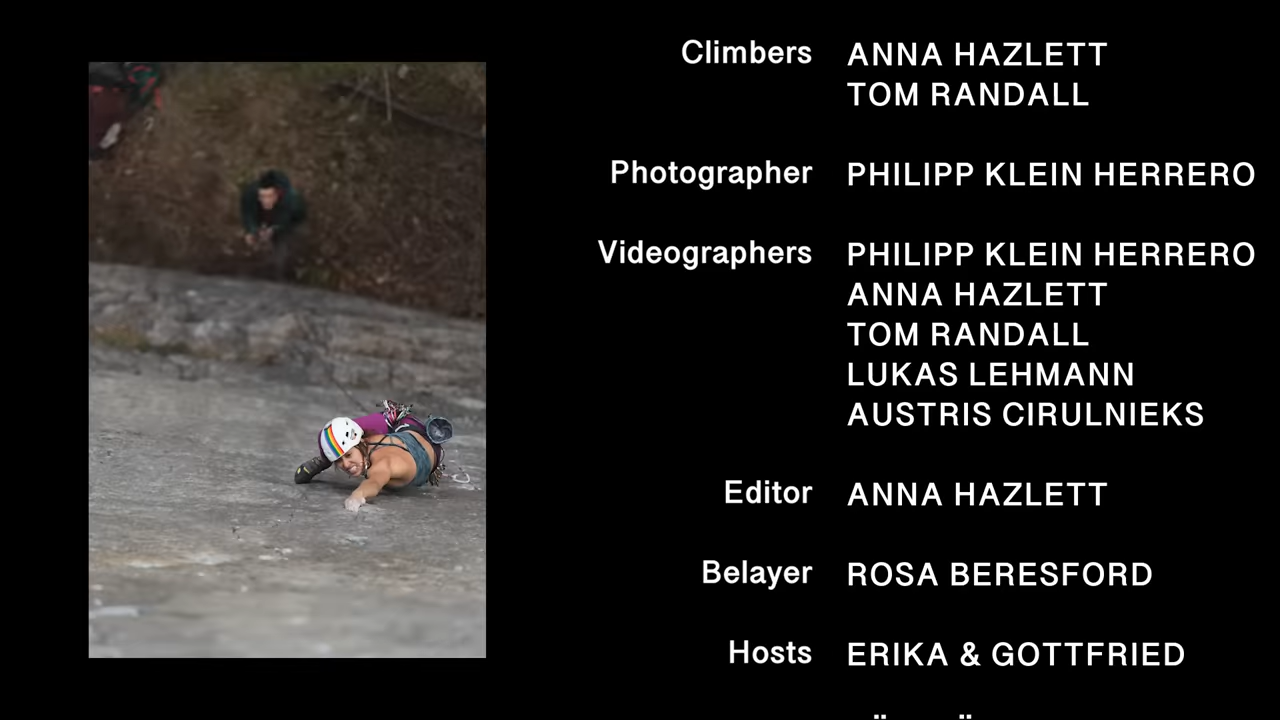 Climbers ANNA HAZLETT
TOM RANDALL
Photographer PHILIPP KLEIN HERRERO
Videographers PHILIPP KLEIN HERRERO
ANNA HAZLETT
TOM RANDALL
LUKAS LEHMANN
AUSTRIS CIRULNIEKS
Editor ANNA HAZLETT
Belayer ROSA BERESFORD
Hosts ERIKA & GOTTFRIED